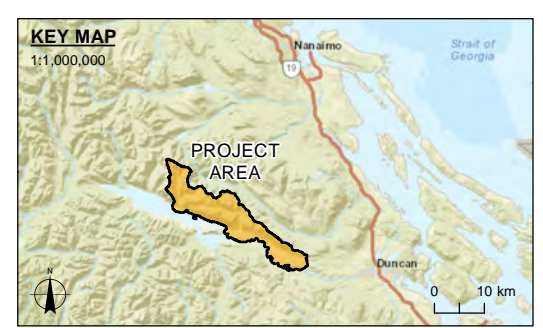 KEY MAP
1:1,000,000
Nanaimo
Strait of
Georgia
19
PROJECT
AREA
Duncan
N
0 10 km